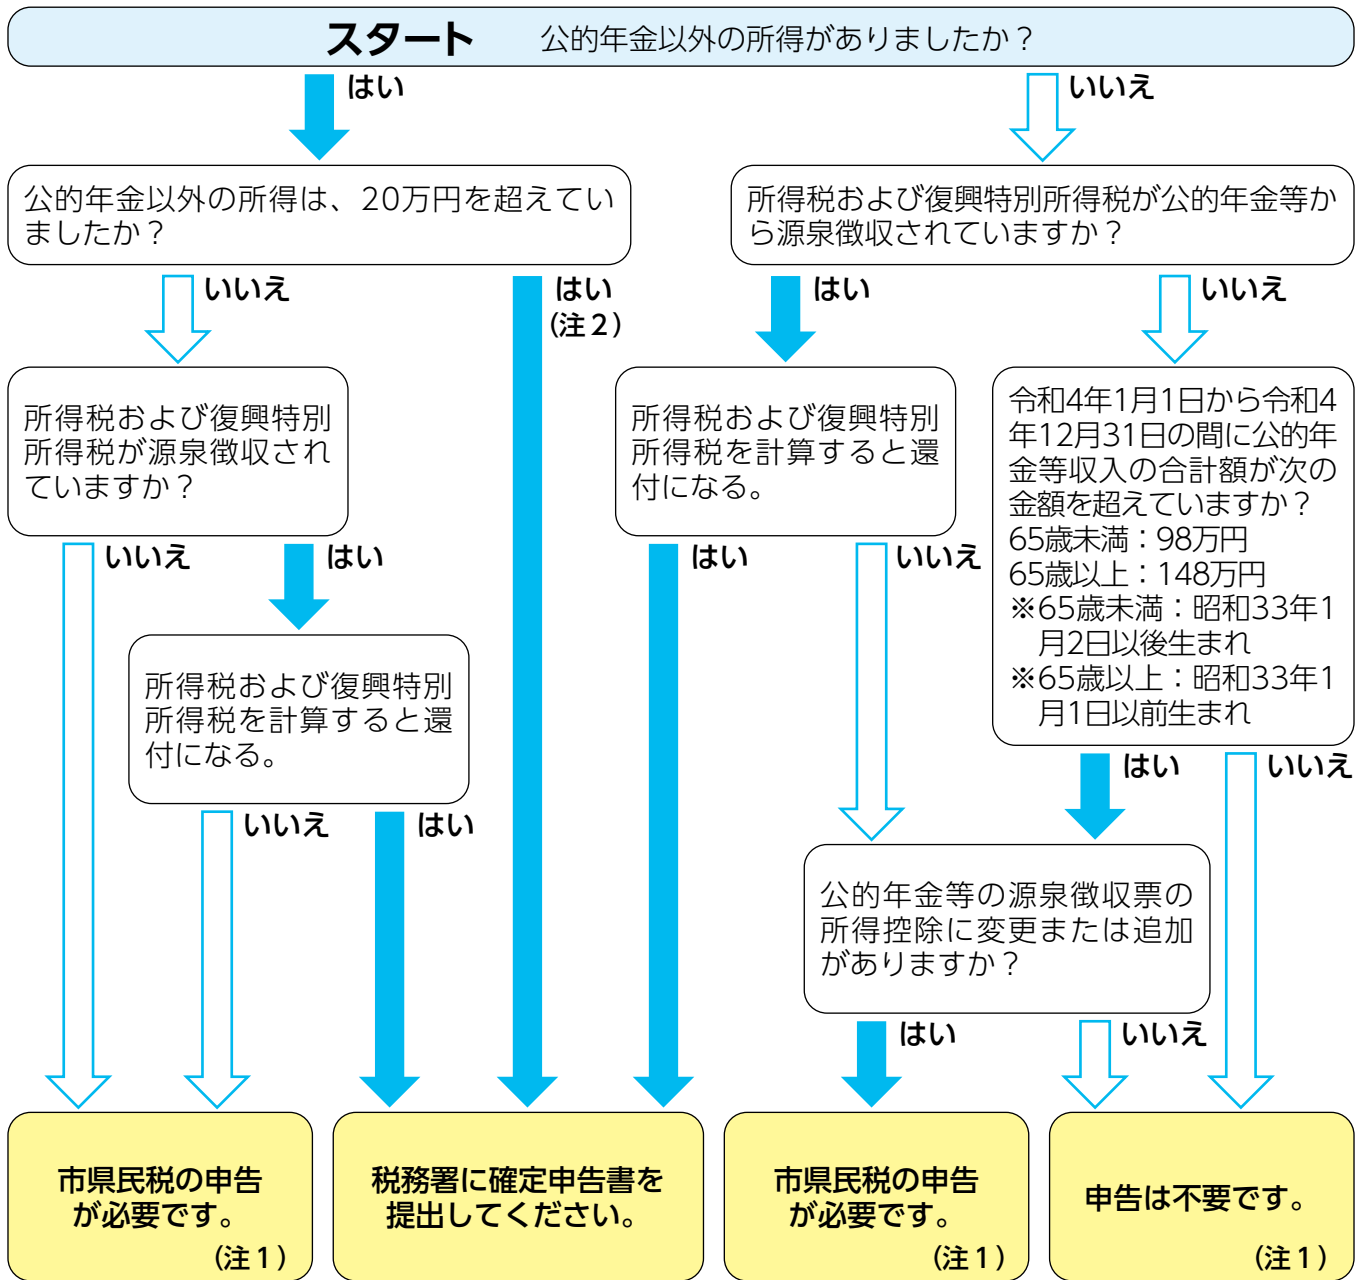 スタート 公的年金以外の所得がありましたか？
はい
いいえ
公的年金以外の所得は、20万円を超えてい
ましたか？
所得税および復興特別所得税が公的年金等か
ら源泉徴収されていますか？
いいえ
はい
（注２）
はい
いいえ
所得税および復興特別
所得税が源泉徴収され
ていますか？
所得税および復興特別
所得税を計算すると還
付になる。
令和4年1月1日から令和4
年12月31日の間に公的年
金等収入の合計額が次の
金額を超えていますか？
65歳未満：98万円
65歳以上：148万円
※65歳未満：昭和33年1
月2日以後生まれ
※65歳以上：昭和33年1
月1日以前生まれ
いいえ
はい
はい
いいえ
所得税および復興特別
所得税を計算すると還
付になる。
はい
いいえ
いいえ
はい
公的年金等の源泉徴収票の
所得控除に変更または追加
がありますか？
はい
いいえ
市県民税の申告
が必要です。
（注１）
税務署に確定申告書を
提出してください。
市県民税の申告
が必要です。
（注１）
申告は不要です。
（注１）